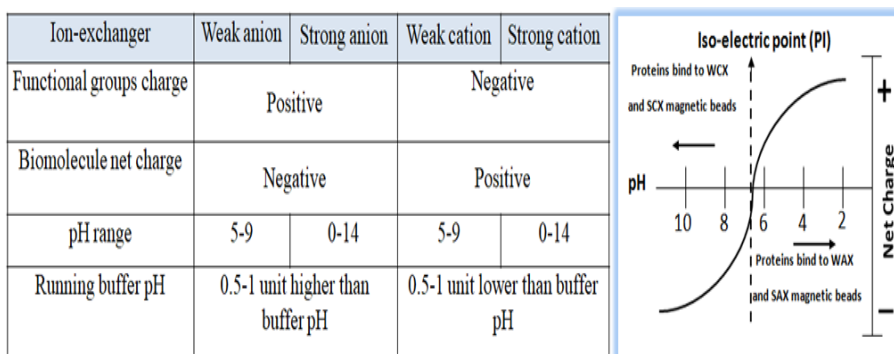 Ion-exchanger Weak anion Strong anion Weak cation Strong cation
Functional groups charge Positive Negative
Biomolecule net charge Negative Positive
pH range 5-9 0-14 5-9 0-14
Running buffer pH 0.5-1 unit higher than
buffer pH 0.5-1 unit lower than buffer
pH
Iso-electric point (PI)
Proteins bind to WCX
and SCX magnetic beads
+
pH
10 8 6 4 2
Proteins bind to WAX
and SAX magnetic beads
Net Charge
−